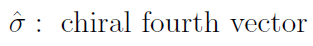 σ̂ : chiral fourth vector